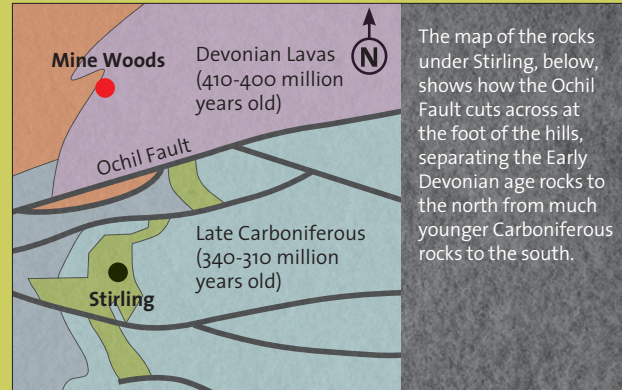 Mine Woods
Devonian Lavas
(410-400 million
years old)
N
Ochil Fault
Late Carboniferous
(340-310 million
years old)
Stirling
The map of the rocks
under Stirling, below,
shows how the Ochil
Fault cuts across at
the foot of the hills,
separating the Early
Devonian age rocks to
the north from much
younger Carboniferous
rocks to the south.